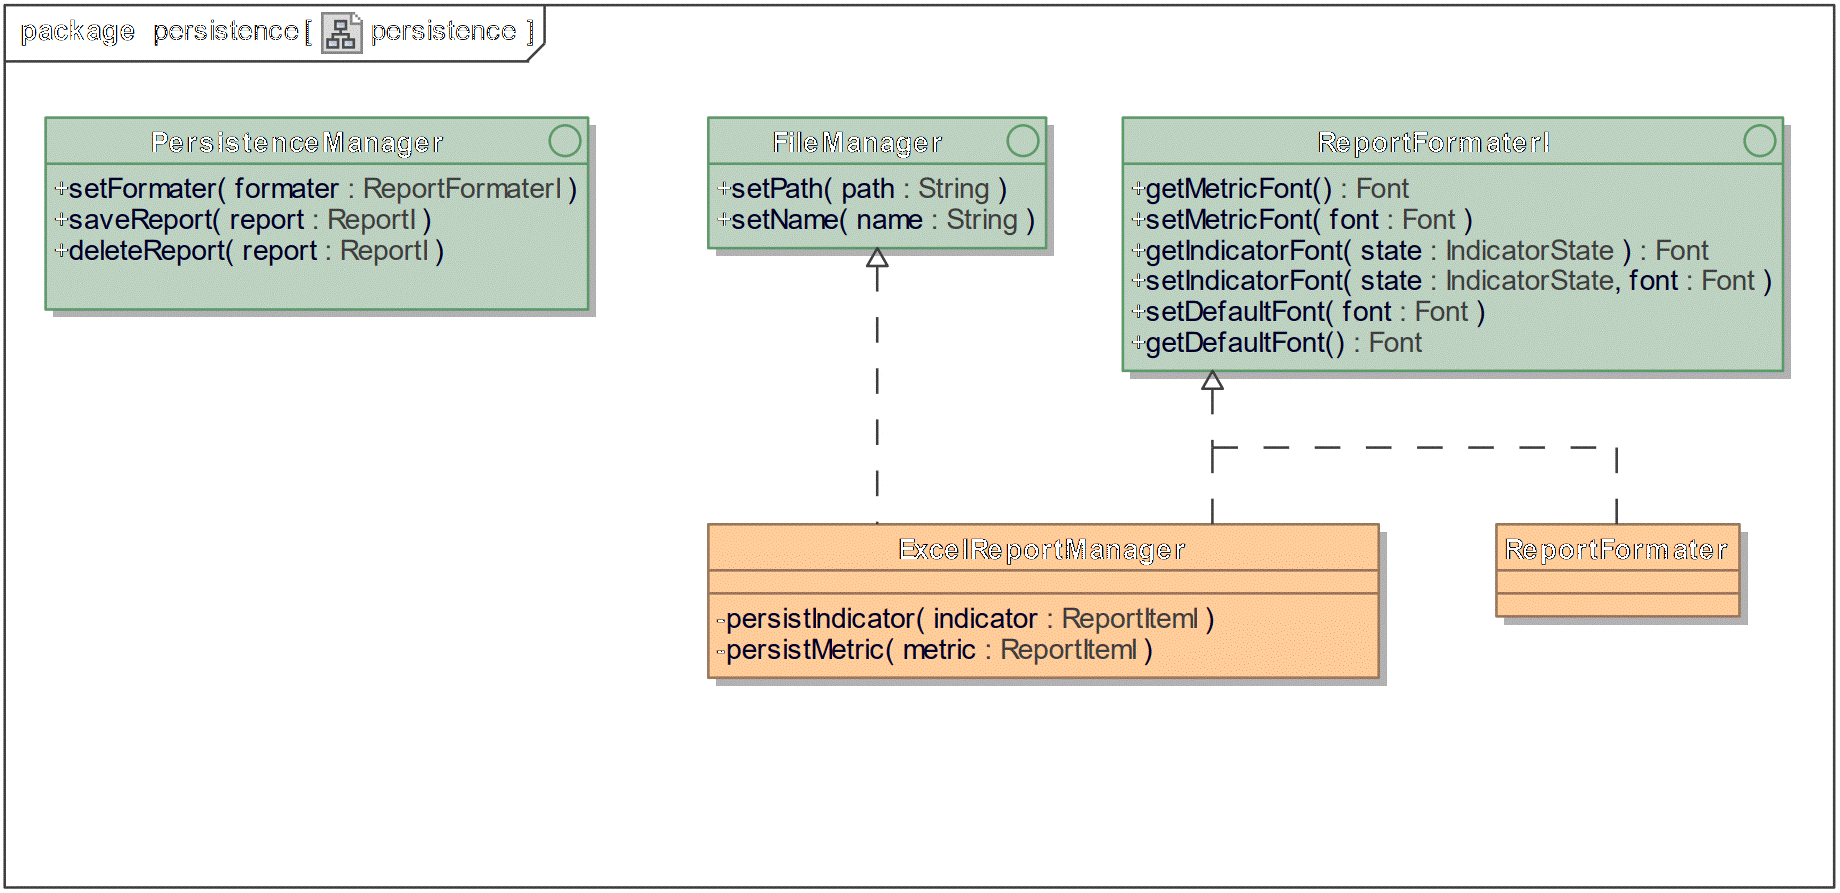 package persistence[ persistence ]
PersistenceManager
+setFormater( formater : ReportFormaterI )
+saveReport( report : ReportI )
+deleteReport( report : ReportI )
FileManager
+setPath( path : String )
+setName( name : String )
ReportFormaterI
+getMetricFont() : Font
+setMetricFont( font : Font )
+getIndicatorFont( state : IndicatorState ) : Font
+setIndicatorFont( state : IndicatorState, font : Font )
+setDefaultFont( font : Font )
+getDefaultFont() : Font
ExcelReportManager
-persistIndicator( indicator : ReportItemI )
-persistMetric( metric : ReportItemI )
ReportFormater